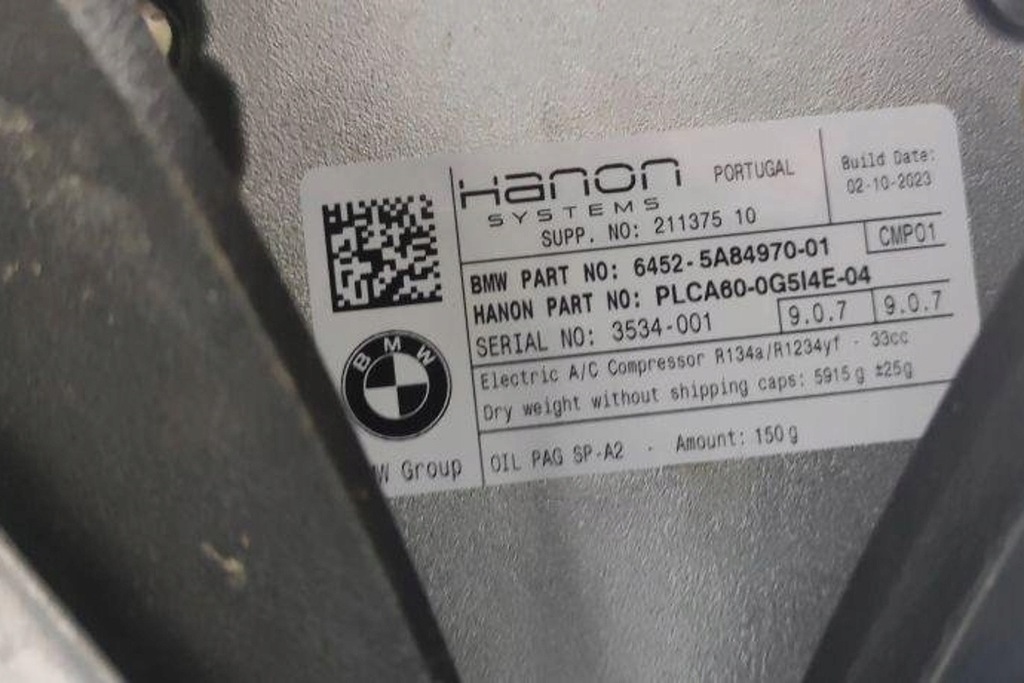 Hanon
SYSTEMS
PORTUGAL
Build Date:
02-10-2023
SUPP. NO: 211375 10
BMW PART NO: 6452-5A84970-01
CMP01
HANON PART NO: PLCA60-0G5I4E-04
SERIAL NO: 3534-001
9.0.7
9.0.7
Electric A/C Compressor R134a/R1234yf - 33cc
Dry weight without shipping caps: 5915 g ±25g
OIL PAG SP-A2 - Amount: 150 g
BMW
W Group